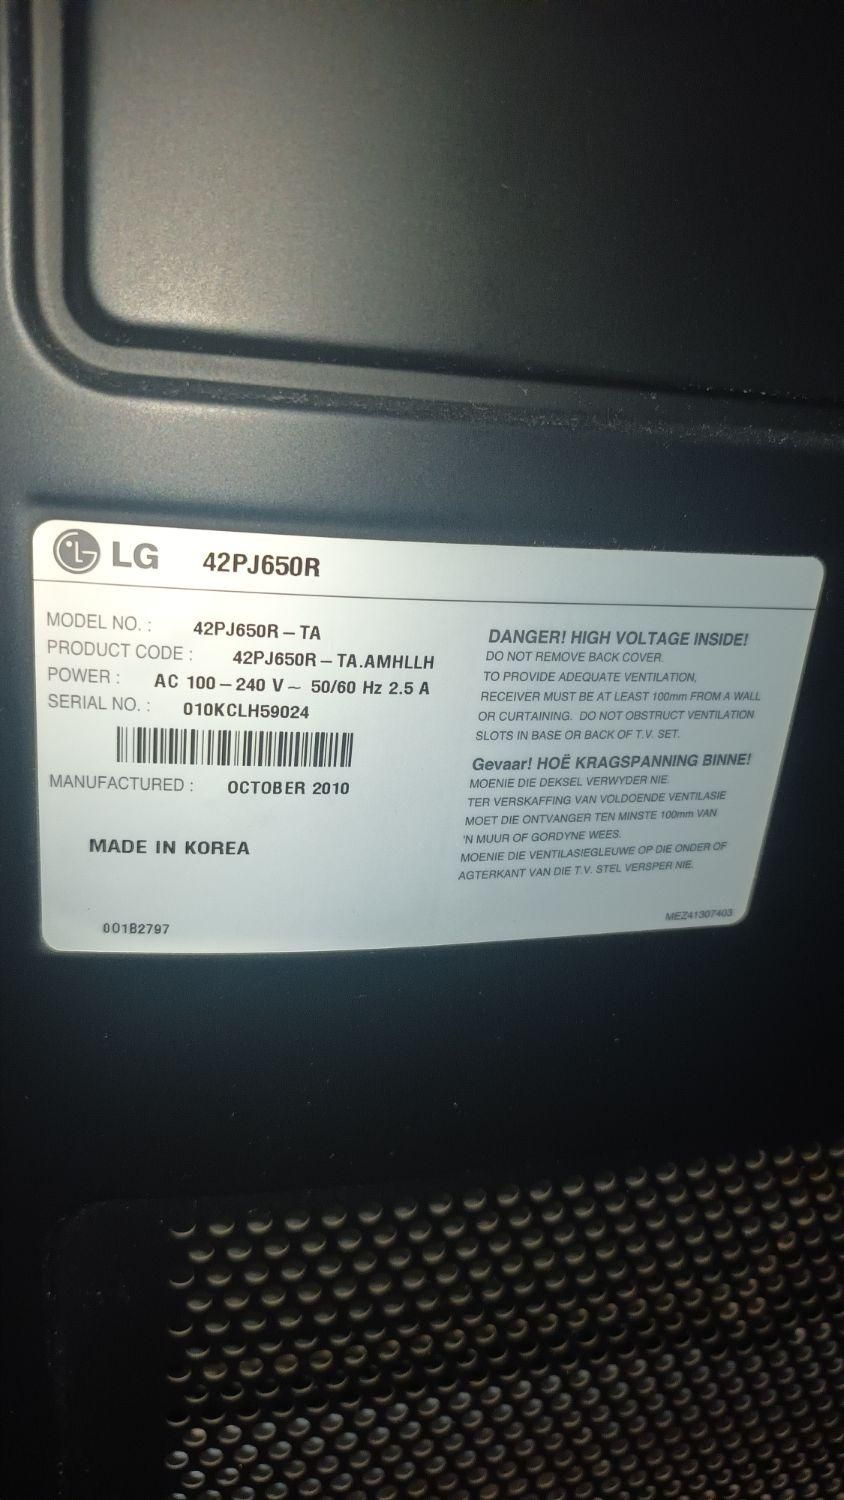 LG 42PJ650R
MODEL NO. : 42PJ650R – TA
PRODUCT CODE : 42PJ650R – TA.AMHLLH
POWER : AC 100 – 240 V ~ 50/60 Hz 2.5 A
SERIAL NO. : 010KCLH59024
MANUFACTURED : OCTOBER 2010
MADE IN KOREA
001B2797
DANGER! HIGH VOLTAGE INSIDE!
DO NOT REMOVE BACK COVER.
TO PROVIDE ADEQUATE VENTILATION,
RECEIVER MUST BE AT LEAST 100mm FROM A WALL
OR CURTAINING. DO NOT OBSTRUCT VENTILATION
SLOTS IN BASE OR BACK OF T.V. SET.
Gevaar! HOË KRAGSPANNING BINNE!
MOENIE DIE DEKSEL VERWYDER NIE.
TER VERSKAFFING VAN VOLDOENDE VENTILASIE
MOET DIE ONTVANGER TEN MINSTE 100mm VAN
'N MUUR OF GORDYNE WEES.
MOENIE DIE VENTILASIEGLEUWE OP DIE ONDER OF
AGTERKANT VAN DIE T.V. STEL VERSPER NIE.
MEZ41307403